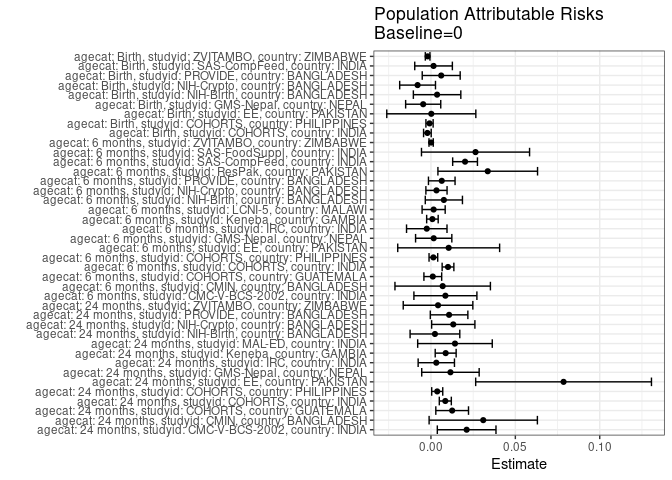 Population Attributable Risks
Baseline=0
agecat: Birth, studyid: ZVITAMBO, country: ZIMBABWE
agecat: Birth, studyid: SAS-CompFeed, country: INDIA
agecat: Birth, studyid: PROVIDE, country: BANGLADESH
agecat: Birth, studyid: NIH-Crypto, country: BANGLADESH
agecat: Birth, studyid: NIH-Birth, country: BANGLADESH
agecat: Birth, studyid: GMS-Nepal, country: NEPAL
agecat: Birth, studyid: EE, country: PAKISTAN
agecat: Birth, studyid: COHORTS, country: PHILIPPINES
agecat: Birth, studyid: COHORTS, country: INDIA
agecat: 6 months, studyid: ZVITAMBO, country: ZIMBABWE
agecat: 6 months, studyid: SAS-FoodSuppl, country: INDIA
agecat: 6 months, studyid: SAS-CompFeed, country: INDIA
agecat: 6 months, studyid: ResPak, country: PAKISTAN
agecat: 6 months, studyid: PROVIDE, country: BANGLADESH
agecat: 6 months, studyid: NIH-Crypto, country: BANGLADESH
agecat: 6 months, studyid: NIH-Birth, country: BANGLADESH
agecat: 6 months, studyid: LCNI-5, country: MALAWI
agecat: 6 months, studyid: Keneba, country: GAMBIA
agecat: 6 months, studyid: IRC, country: INDIA
agecat: 6 months, studyid: GMS-Nepal, country: NEPAL
agecat: 6 months, studyid: EE, country: PAKISTAN
agecat: 6 months, studyid: COHORTS, country: PHILIPPINES
agecat: 6 months, studyid: COHORTS, country: INDIA
agecat: 6 months, studyid: COHORTS, country: GUATEMALA
agecat: 6 months, studyid: CMIN, country: BANGLADESH
agecat: 6 months, studyid: CMC-V-BCS-2002, country: INDIA
agecat: 24 months, studyid: ZVITAMBO, country: ZIMBABWE
agecat: 24 months, studyid: PROVIDE, country: BANGLADESH
agecat: 24 months, studyid: NIH-Crypto, country: BANGLADESH
agecat: 24 months, studyid: NIH-Birth, country: BANGLADESH
agecat: 24 months, studyid: MAL-ED, country: INDIA
agecat: 24 months, studyid: Keneba, country: GAMBIA
agecat: 24 months, studyid: IRC, country: INDIA
agecat: 24 months, studyid: GMS-Nepal, country: NEPAL
agecat: 24 months, studyid: EE, country: PAKISTAN
agecat: 24 months, studyid: COHORTS, country: PHILIPPINES
agecat: 24 months, studyid: COHORTS, country: INDIA
agecat: 24 months, studyid: COHORTS, country: GUATEMALA
agecat: 24 months, studyid: CMIN, country: BANGLADESH
agecat: 24 months, studyid: CMC-V-BCS-2002, country: INDIA
0.00 0.05 0.10
Estimate